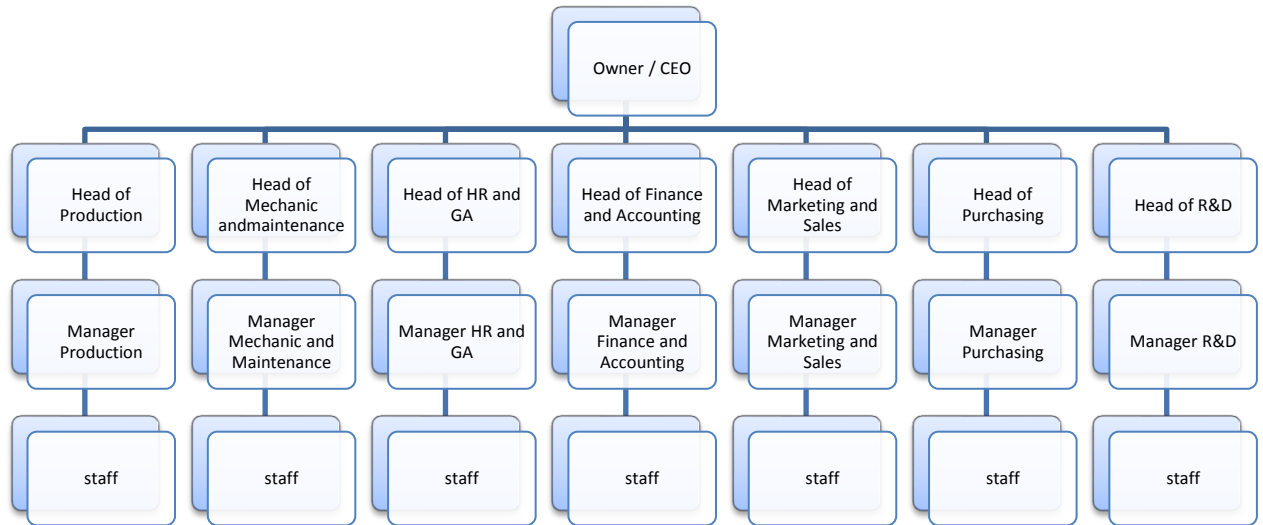 Owner / CEO
Head of
Production
Head of
Mechanic
andmaintenance
Head of HR and
GA
Head of Finance
and Accounting
Head of
Marketing and
Sales
Head of
Purchasing
Head of R&D
Manager
Production
Manager
Mechanic and
Maintenance
Manager HR and
GA
Manager
Finance and
Accounting
Manager
Marketing and
Sales
Manager
Purchasing
Manager R&D
staff
staff
staff
staff
staff
staff
staff